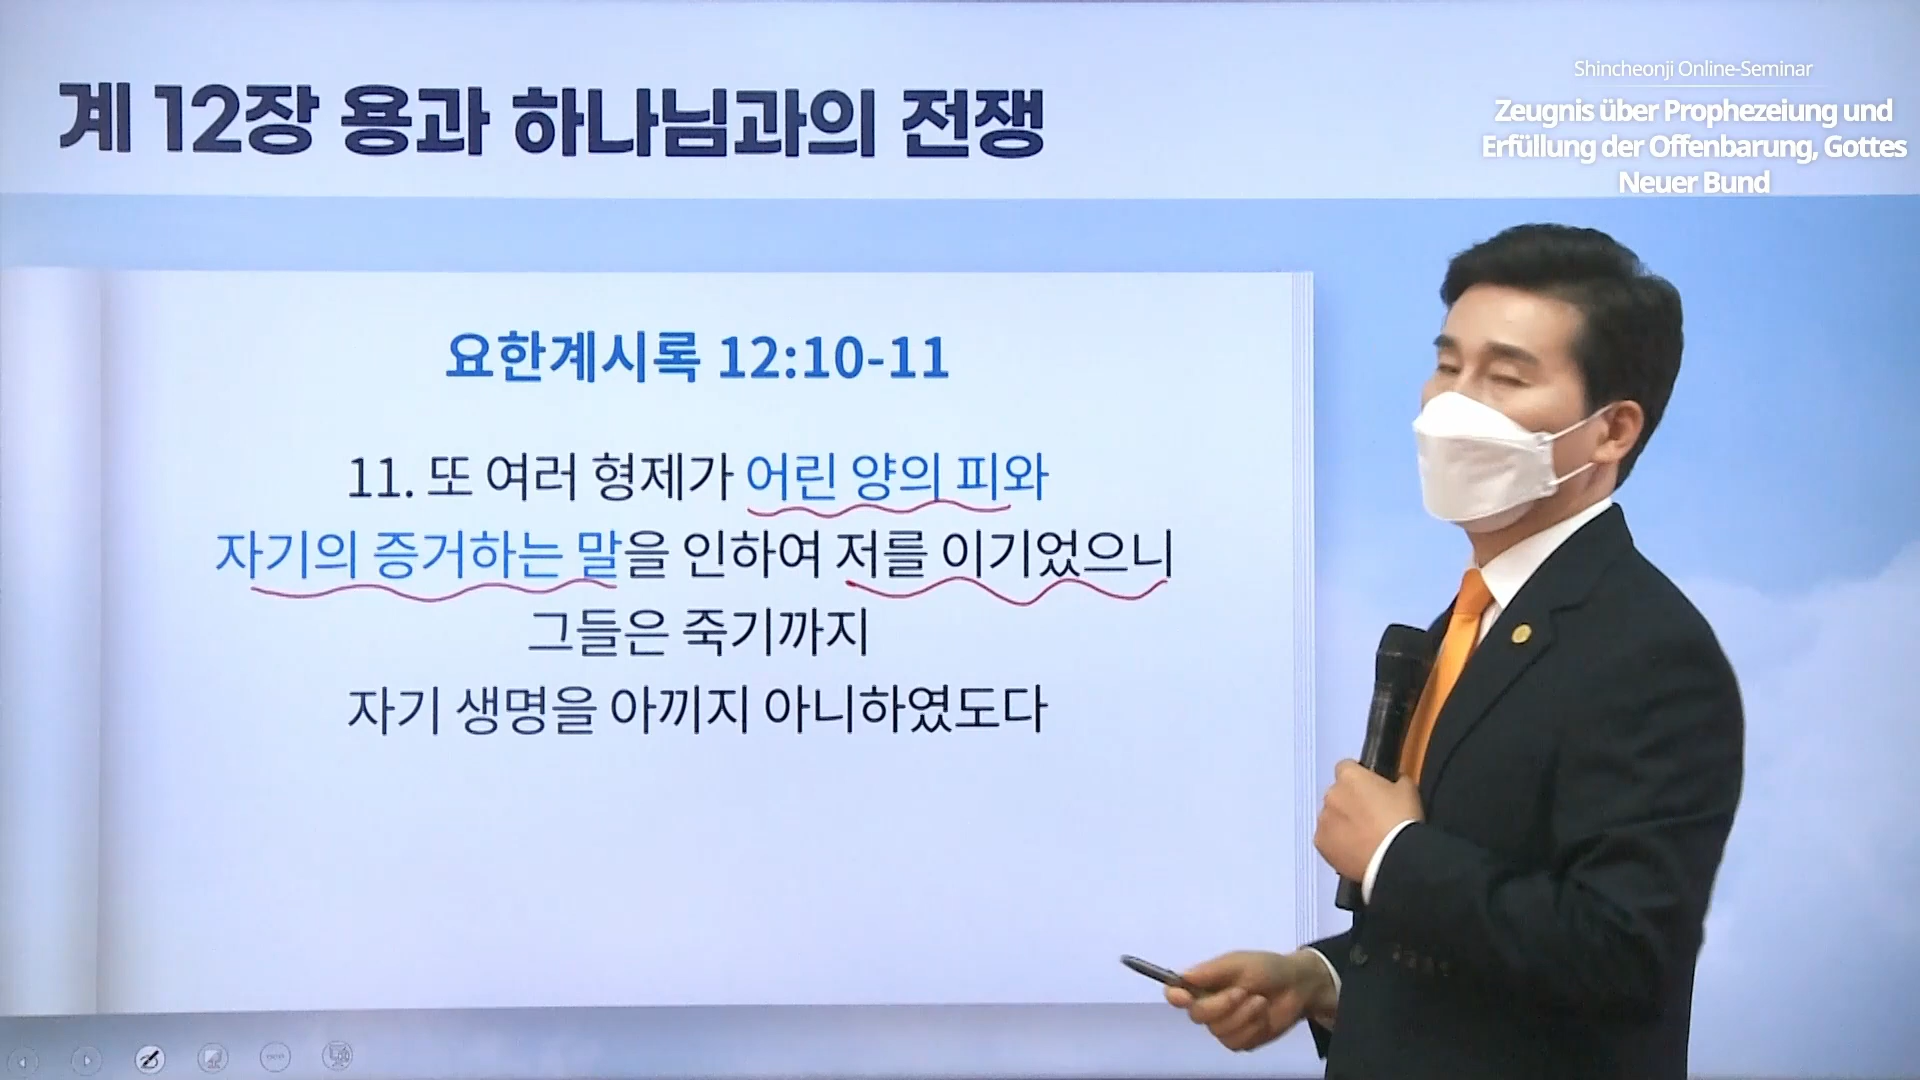 계 12장 용과 하나님과의 전쟁
Shincheonji Online-Seminar
Zeugnis über Prophezeiung und
Erfüllung der Offenbarung, Gottes
Neuer Bund
요한계시록 12:10-11
11. 또 여러 형제가 어린 양의 피와
자기의 증거하는 말을 인하여 저를 이기었으니
그들은 죽기까지
자기 생명을 아끼지 아니하였도다